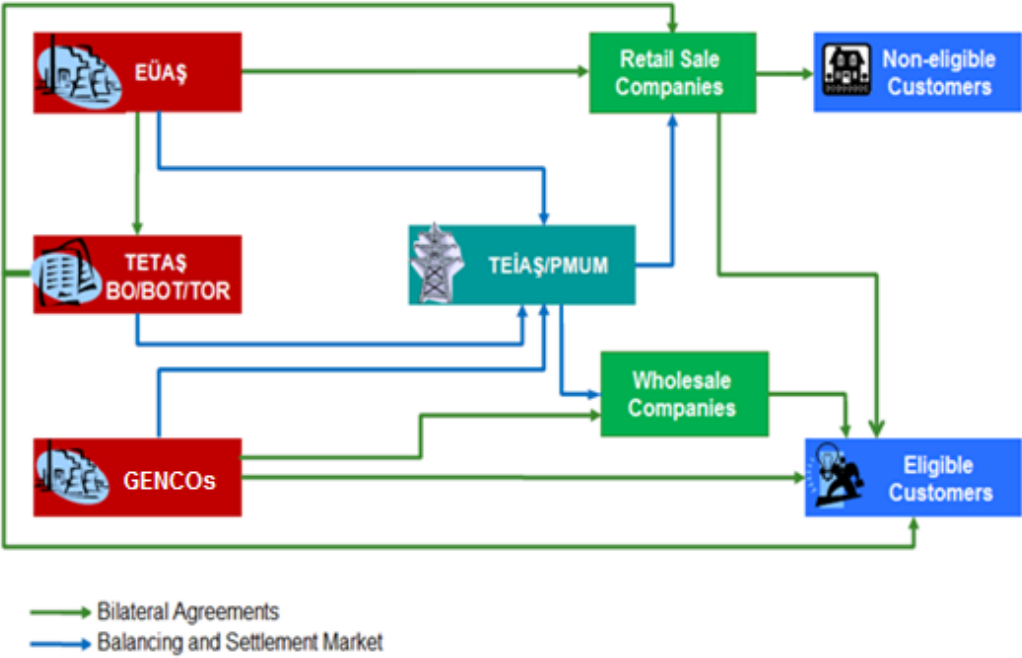 EÜAŞ
Retail Sale
Companies
Non-eligible
Customers
TETAŞ
BO/BOT/TOR
TEİAŞ/PMUM
Wholesale
Companies
GENCOs
Eligible
Customers
Bilateral Agreements
Balancing and Settlement Market